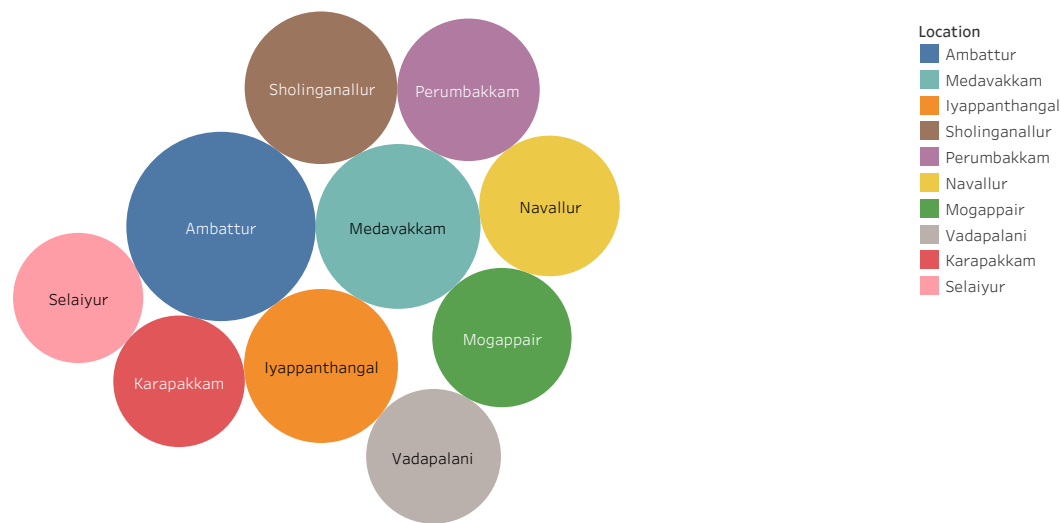 Sholinganallur
Perumbakkam
Navallur
Ambattur
Medavakkam
Selaiyur
Mogappair
Iyappanthangal
Karapakkam
Vadapalani
Location
Ambattur
Medavakkam
Iyappanthangal
Sholinganallur
Perumbakkam
Navallur
Mogappair
Vadapalani
Karapakkam
Selaiyur